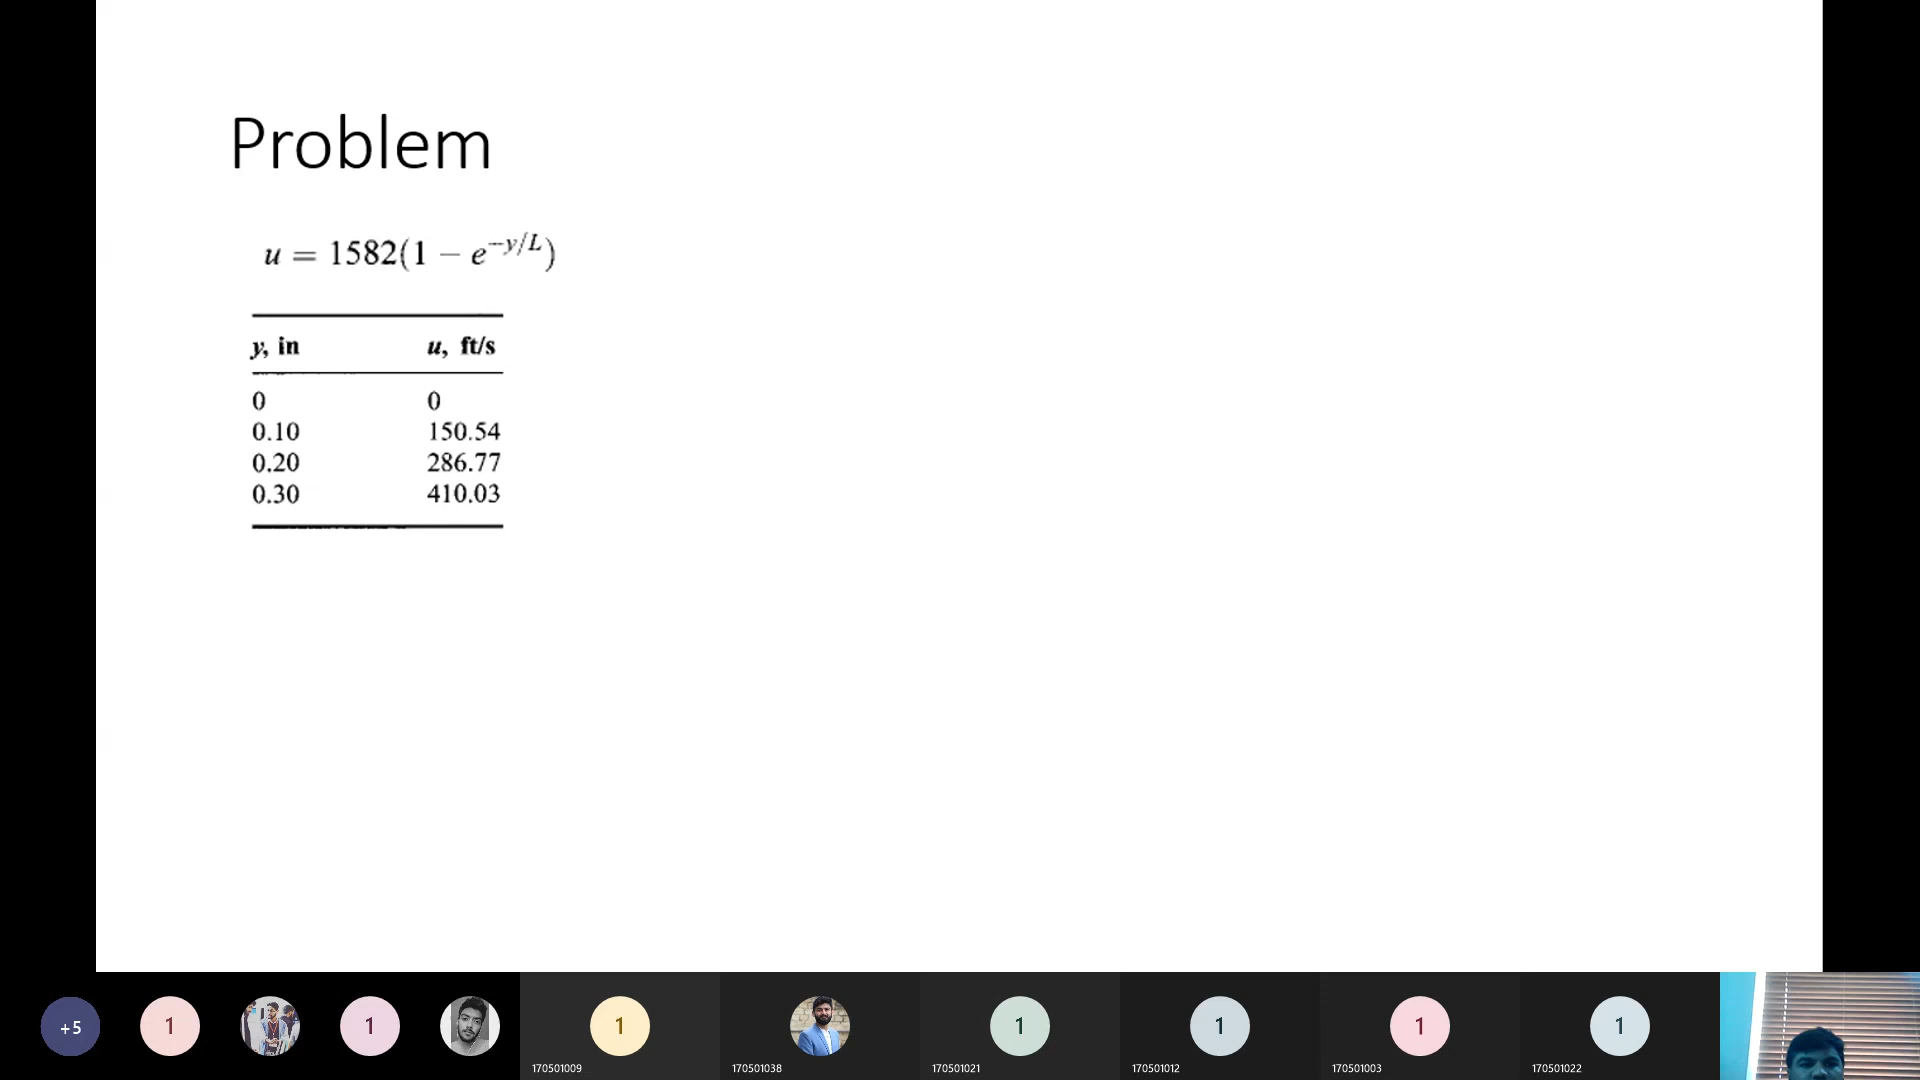 Problem
u = 1582(1 − e^{−y/L})
y, in u, ft/s
0 0
0.10 150.54
0.20 286.77
0.30 410.03
+5 1 1 1 1 1 1 1
170501009 170501038 170501021 170501012 170501003 170501022